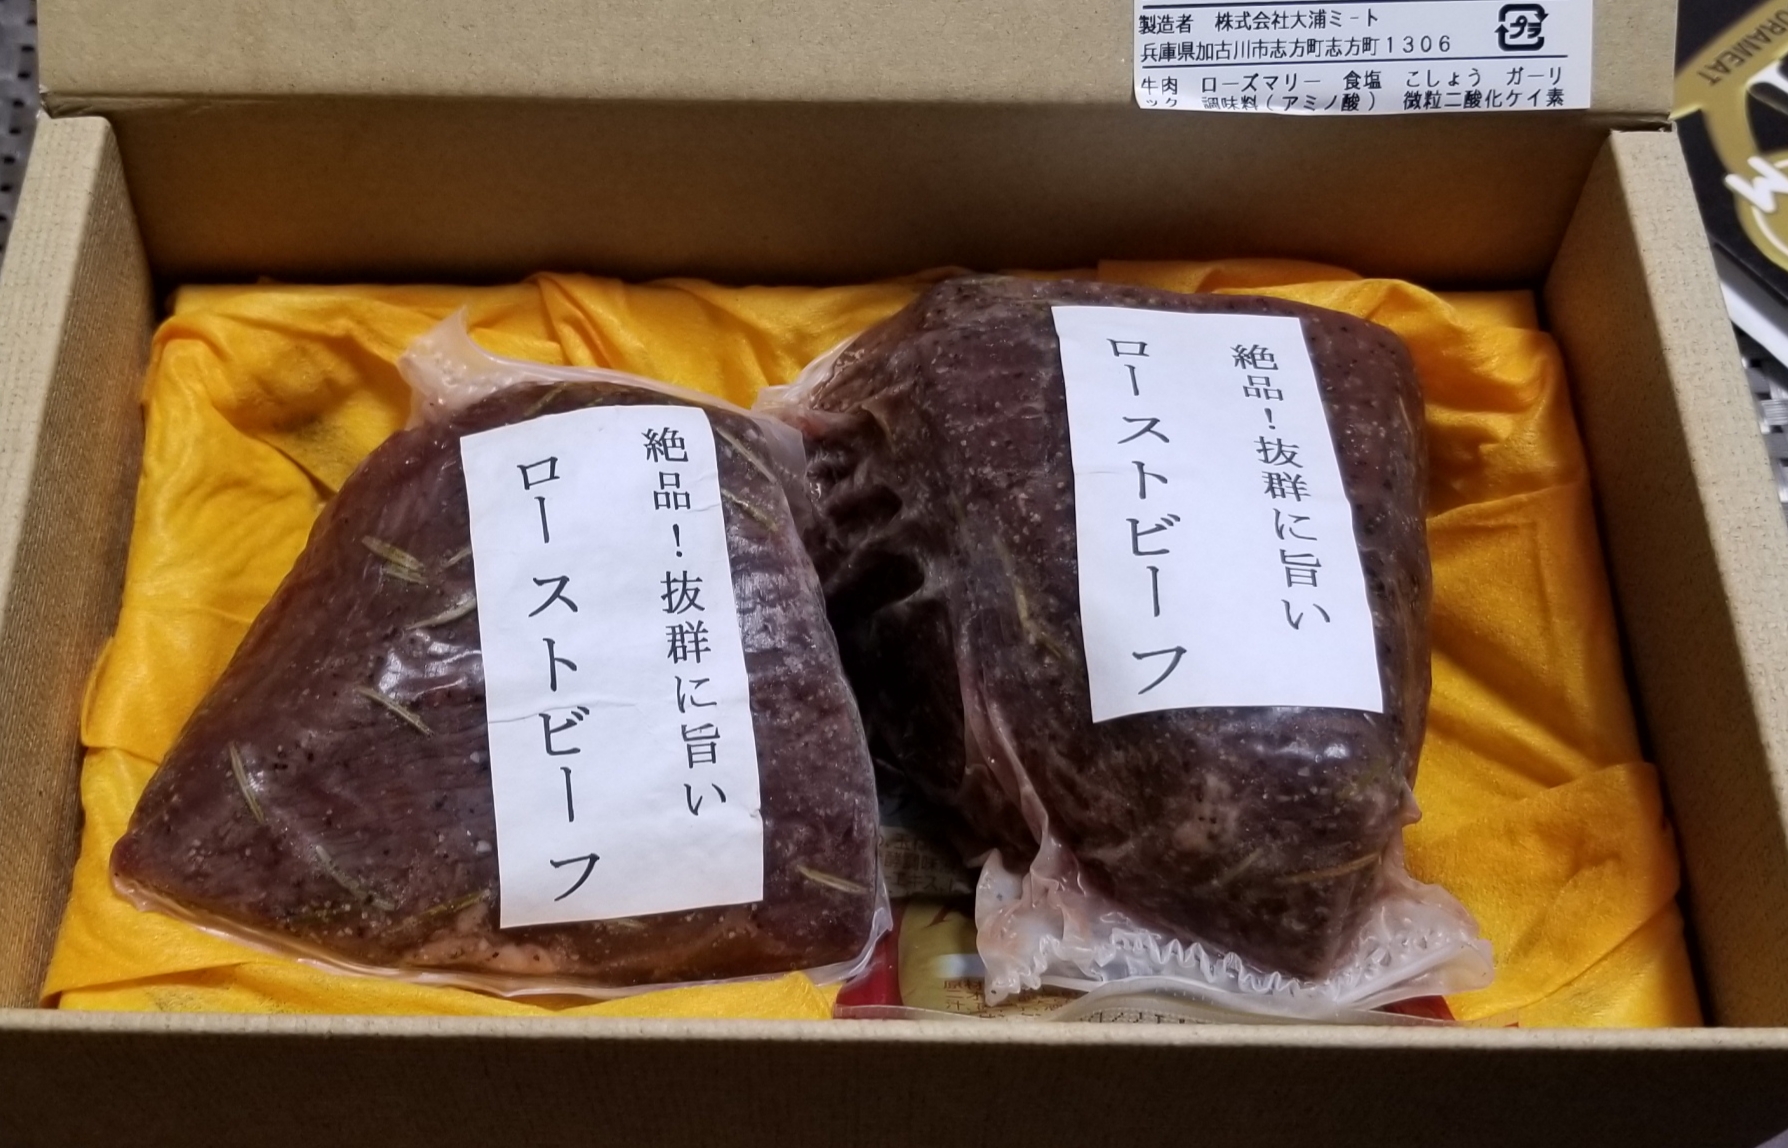 製造者 株式会社大浦ミート
兵庫県加古川市志方町志方町1306
プラ
牛肉 ローズマリー 食塩 こしょう ガーリ
ック 調味料(アミノ酸) 微粒二酸化ケイ素
絶品!抜群に旨い
ローストビーフ
絶品!抜群に旨い
ローストビーフ
URAMEAT